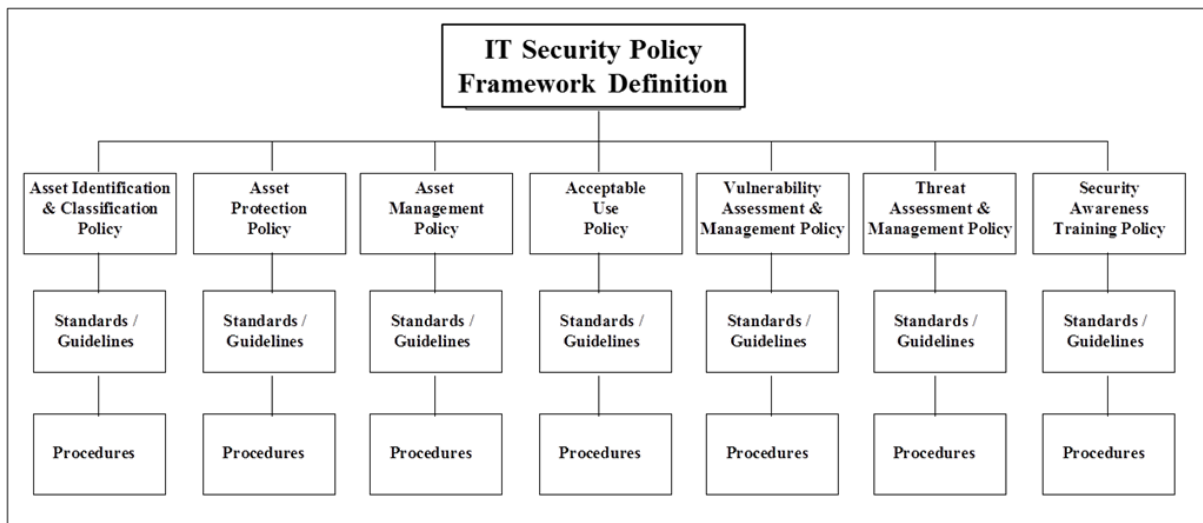 IT Security Policy
Framework Definition
Asset Identification
& Classification
Policy
Asset
Protection
Policy
Asset
Management
Policy
Acceptable
Use
Policy
Vulnerability
Assessment &
Management Policy
Threat
Assessment &
Management Policy
Security
Awareness
Training Policy
Standards /
Guidelines
Standards /
Guidelines
Standards /
Guidelines
Standards /
Guidelines
Standards /
Guidelines
Standards /
Guidelines
Standards /
Guidelines
Procedures
Procedures
Procedures
Procedures
Procedures
Procedures
Procedures